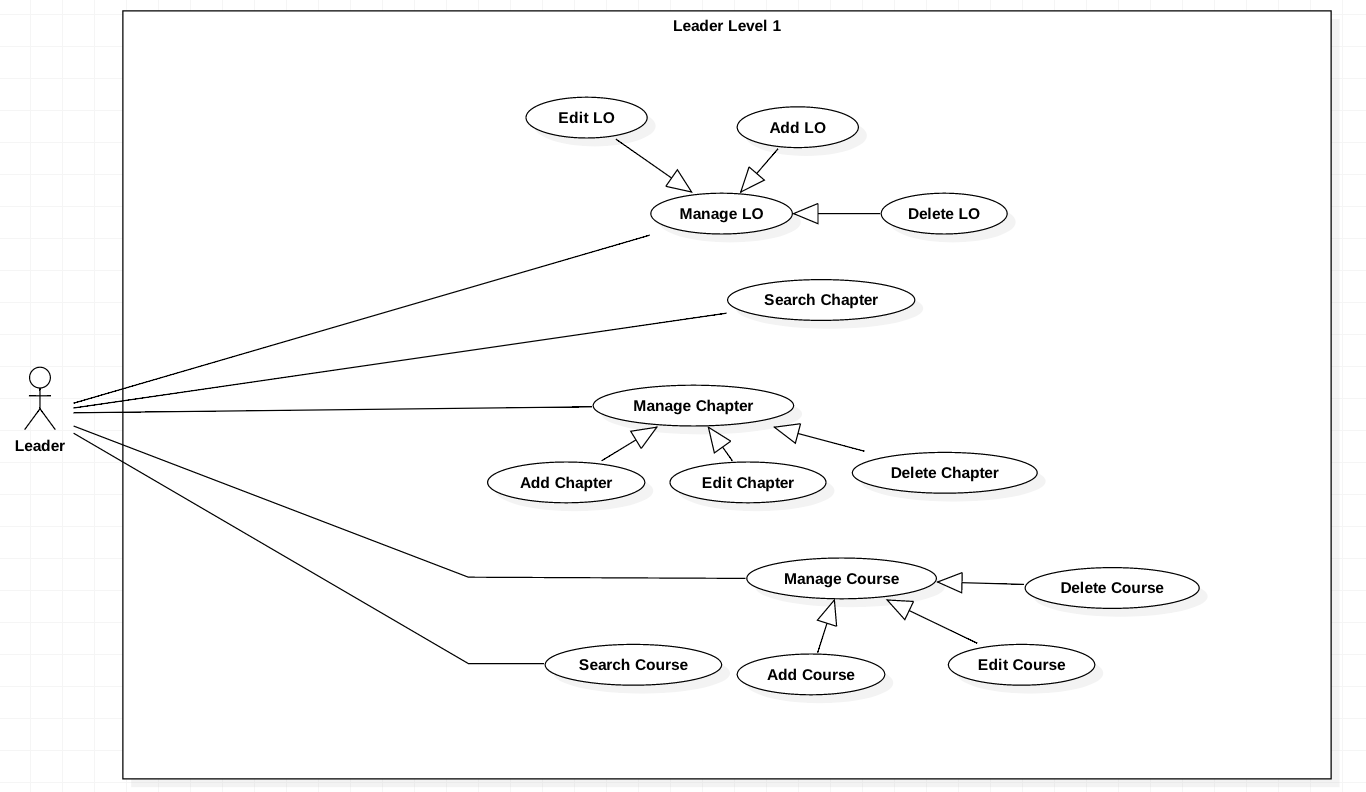 Leader Level 1
Edit LO
Add LO
Manage LO
Delete LO
Search Chapter
Manage Chapter
Leader
Add Chapter
Edit Chapter
Delete Chapter
Manage Course
Delete Course
Search Course
Add Course
Edit Course